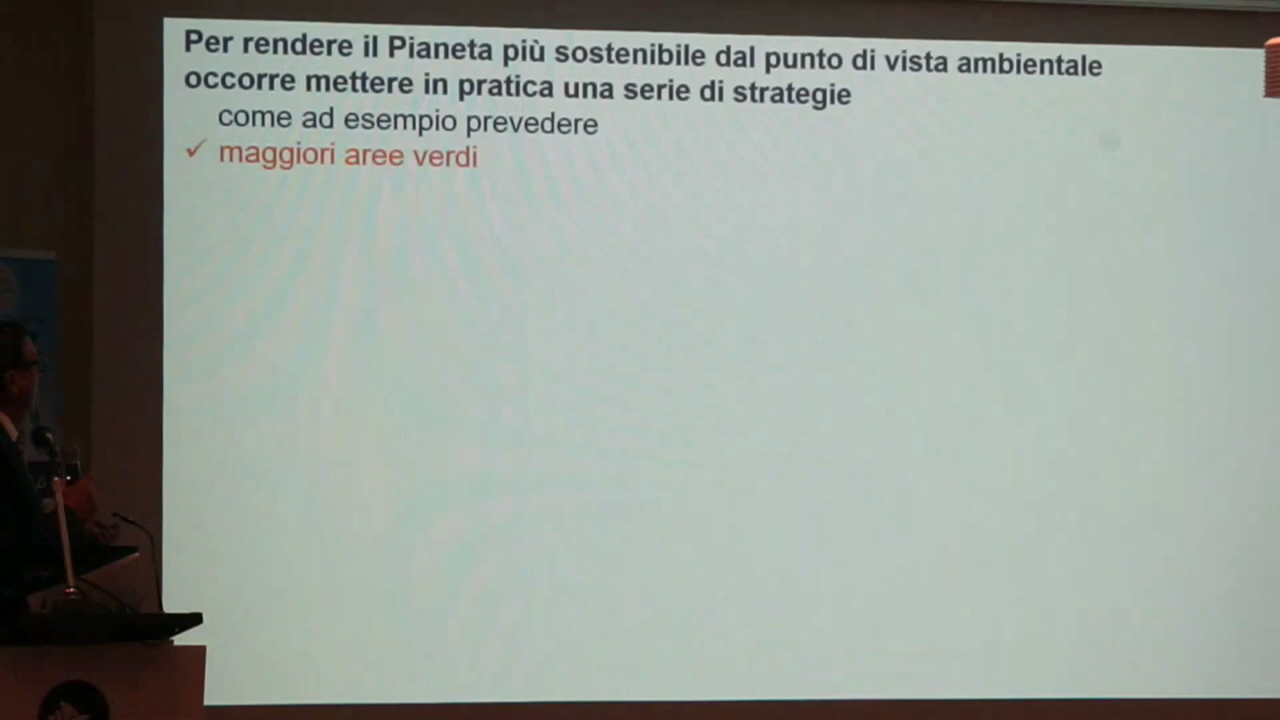 Per rendere il Pianeta più sostenibile dal punto di vista ambientale
occorre mettere in pratica una serie di strategie
come ad esempio prevedere
✓ maggiori aree verdi